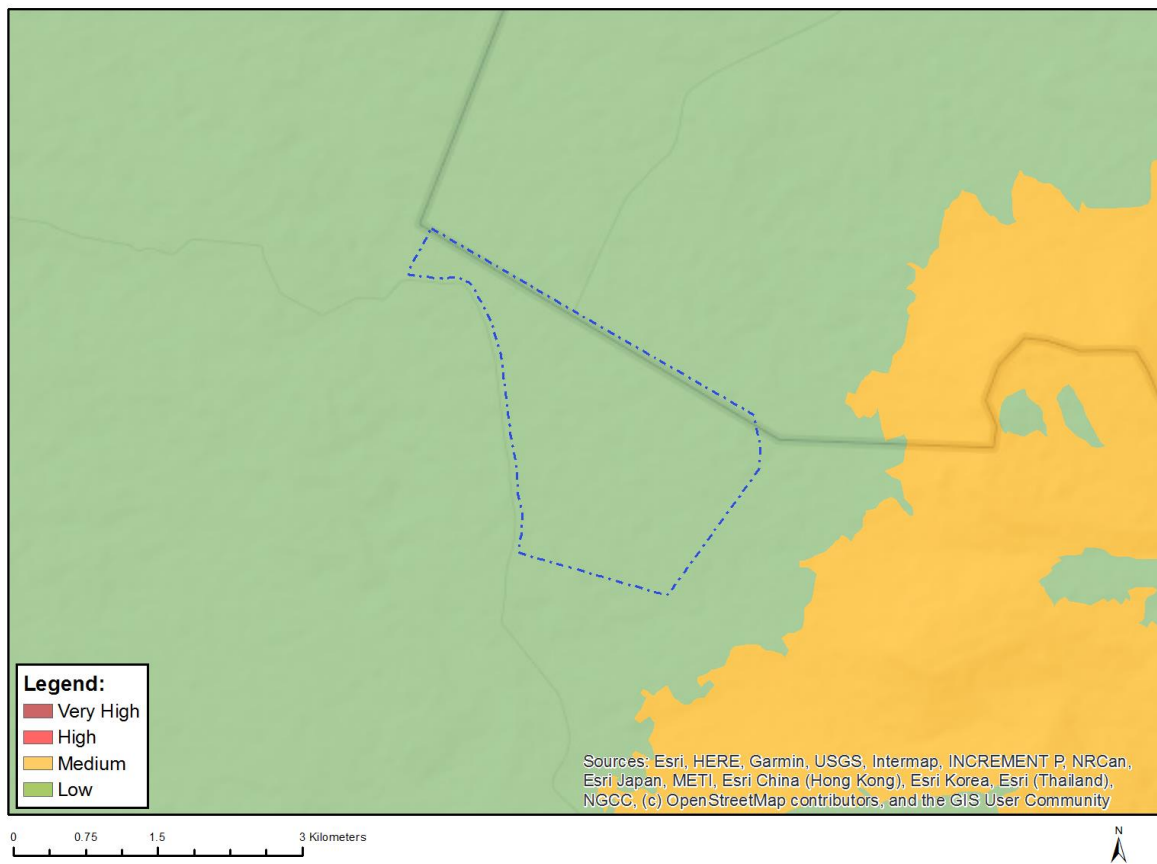 Legend:
Very High
High
Medium
Low
Sources: Esri, HERE, Garmin, USGS, Intermap, INCREMENT P, NRCan,
Esri Japan, METI, Esri China (Hong Kong), Esri Korea, Esri (Thailand),
NGCC, (c) OpenStreetMap contributors, and the GIS User Community
0 0.75 1.5 3 Kilometers
N